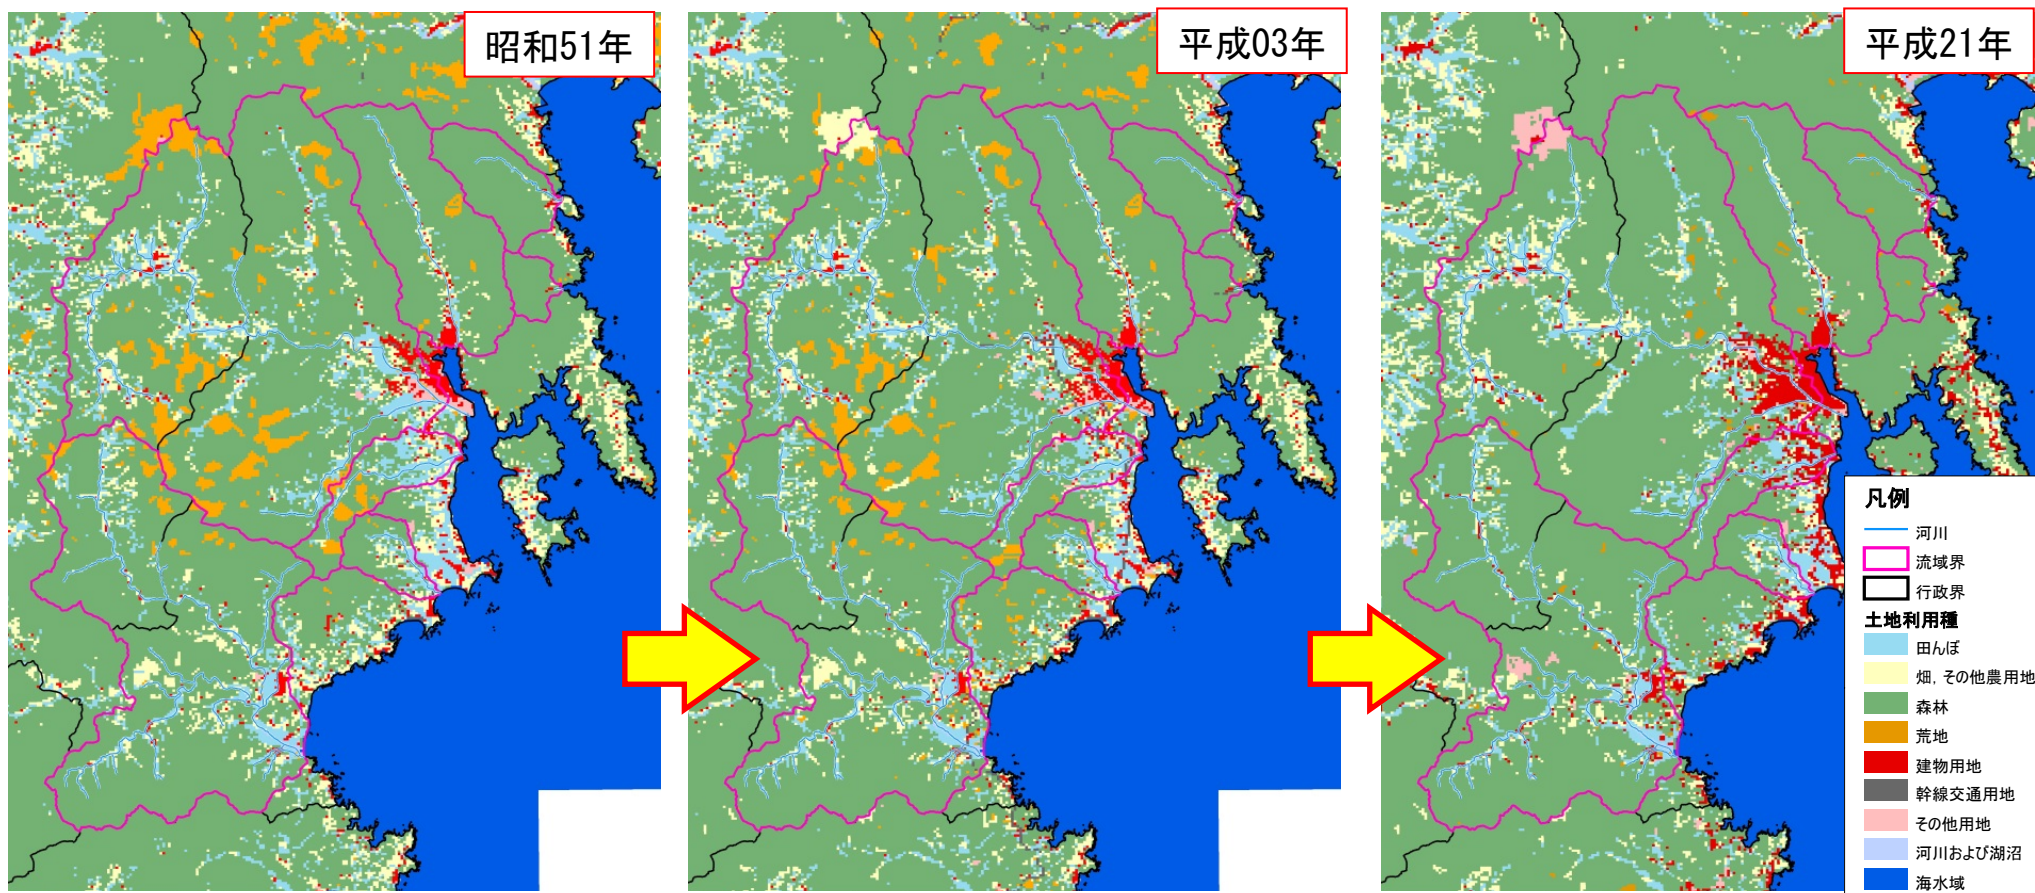 昭和51年
平成03年
平成21年
凡例
河川
流域界
行政界
土地利用種
田んぼ
畑，その他農用地
森林
荒地
建物用地
幹線交通用地
その他用地
河川および湖沼
海水域